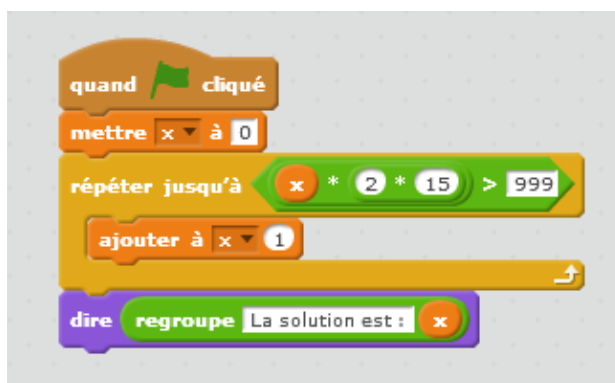 quand cliqué
mettre x à 0
répéter jusqu'à x * 2 * 15 > 999
ajouter à x 1
dire regroupe La solution est : x